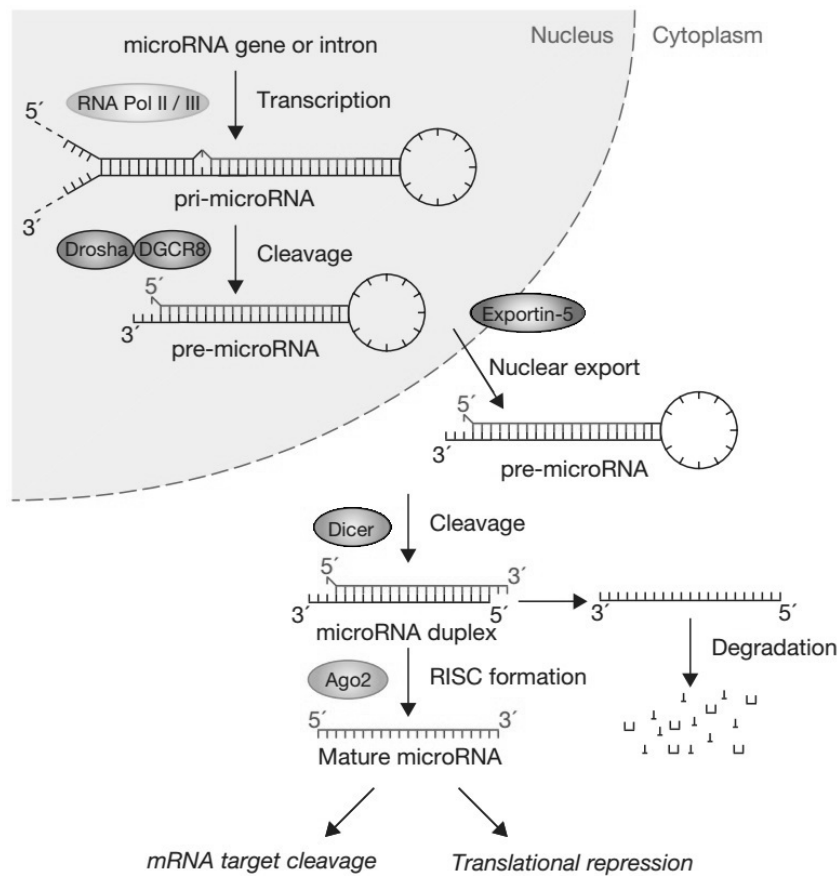 microRNA gene or intron
Nucleus
Cytoplasm
RNA Pol II / III
Transcription
5´
3´
pri-microRNA
Drosha
DGCR8
Cleavage
5´
3´
pre-microRNA
Exportin-5
Nuclear export
5´
3´
pre-microRNA
Dicer
Cleavage
5´
3´
3´
5´
microRNA duplex
3´
5´
Degradation
Ago2
RISC formation
5´
3´
Mature microRNA
mRNA target cleavage
Translational repression